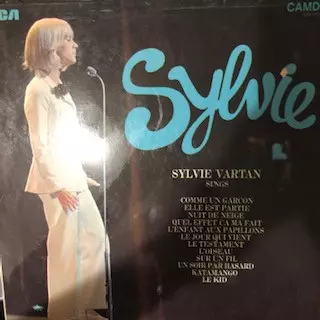 RCA
CAMD
Sylvie
SYLVIE VARTAN
SINGS
COMME UN GARCON
ELLE EST PARTIE
NUIT DE NEIGE
QUEL EFFET CA MA FAIT
L'ENFANT AUX PAPILLONS
LE JOUR QUI VIENT
LE TESTAMENT
L'OISEAU
SUR UN FIL
UN SOIR PAR HASARD
KATAMANGO
LE KID